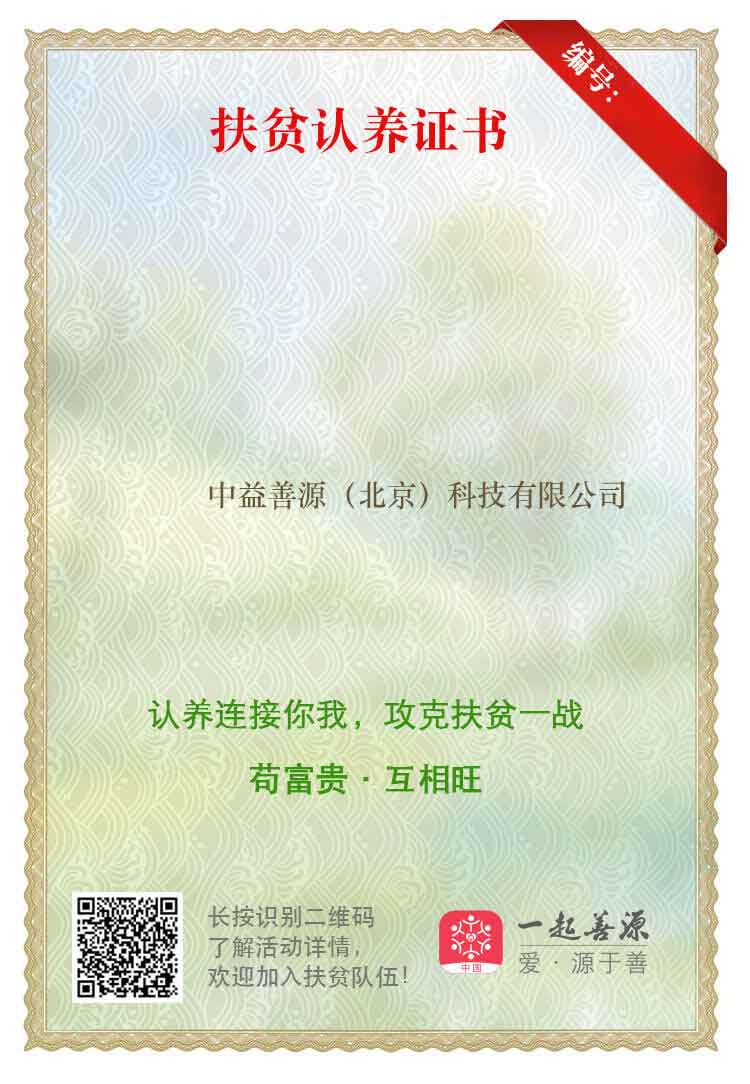 编号：
扶贫认养证书
中益善源（北京）科技有限公司
认养连接你我，攻克扶贫一战
苟富贵·互相旺
长按识别二维码
了解活动详情，
欢迎加入扶贫队伍！
中国
一起善源
爱·源于善